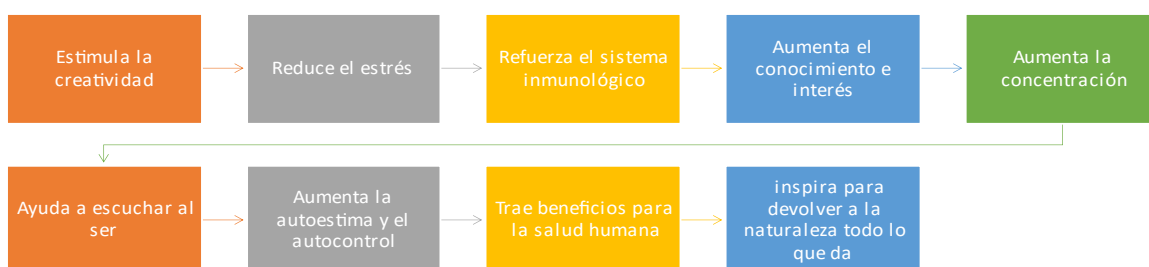 Estimula la
creatividad
Reduce el estrés
Refuerza el sistema
inmunológico
Aumenta el
conocimiento e
interés
Aumenta la
concentración
Ayuda a escuchar al
ser
Aumenta la
autoestima y el
autocontrol
Trae beneficios para
la salud humana
inspira para
devolver a la
naturaleza todo lo
que da